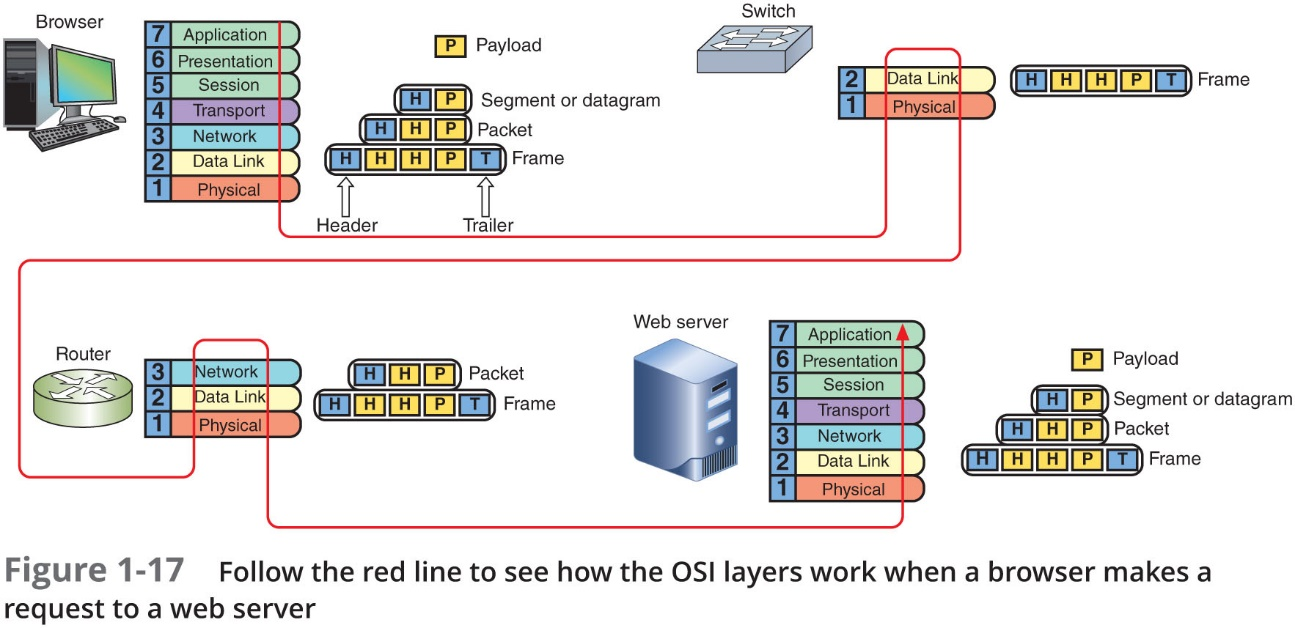 Browser
7 Application
6 Presentation
5 Session
4 Transport
3 Network
2 Data Link
1 Physical
P Payload
H P Segment or datagram
H H P Packet
H H H P T Frame
Header Trailer
Switch
2 Data Link
1 Physical
H H H P T Frame
Router
3 Network
2 Data Link
1 Physical
H H P Packet
H H H P T Frame
Web server
7 Application
6 Presentation
5 Session
4 Transport
3 Network
2 Data Link
1 Physical
P Payload
H P Segment or datagram
H H P Packet
H H H P T Frame
Figure 1-17 Follow the red line to see how the OSI layers work when a browser makes a
request to a web server